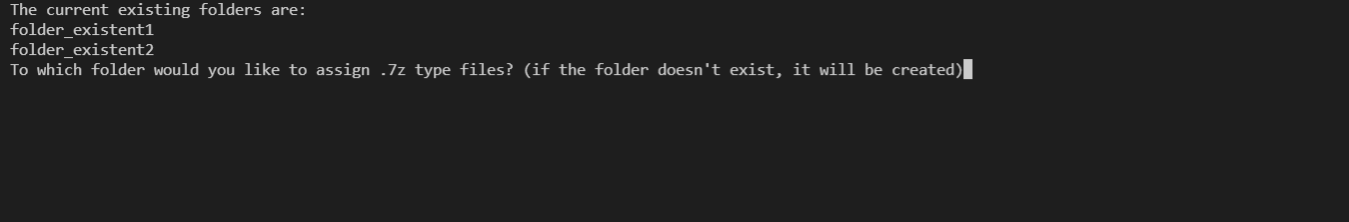 The current existing folders are:
folder_existent1
folder_existent2
To which folder would you like to assign .7z type files? (if the folder doesn't exist, it will be created)